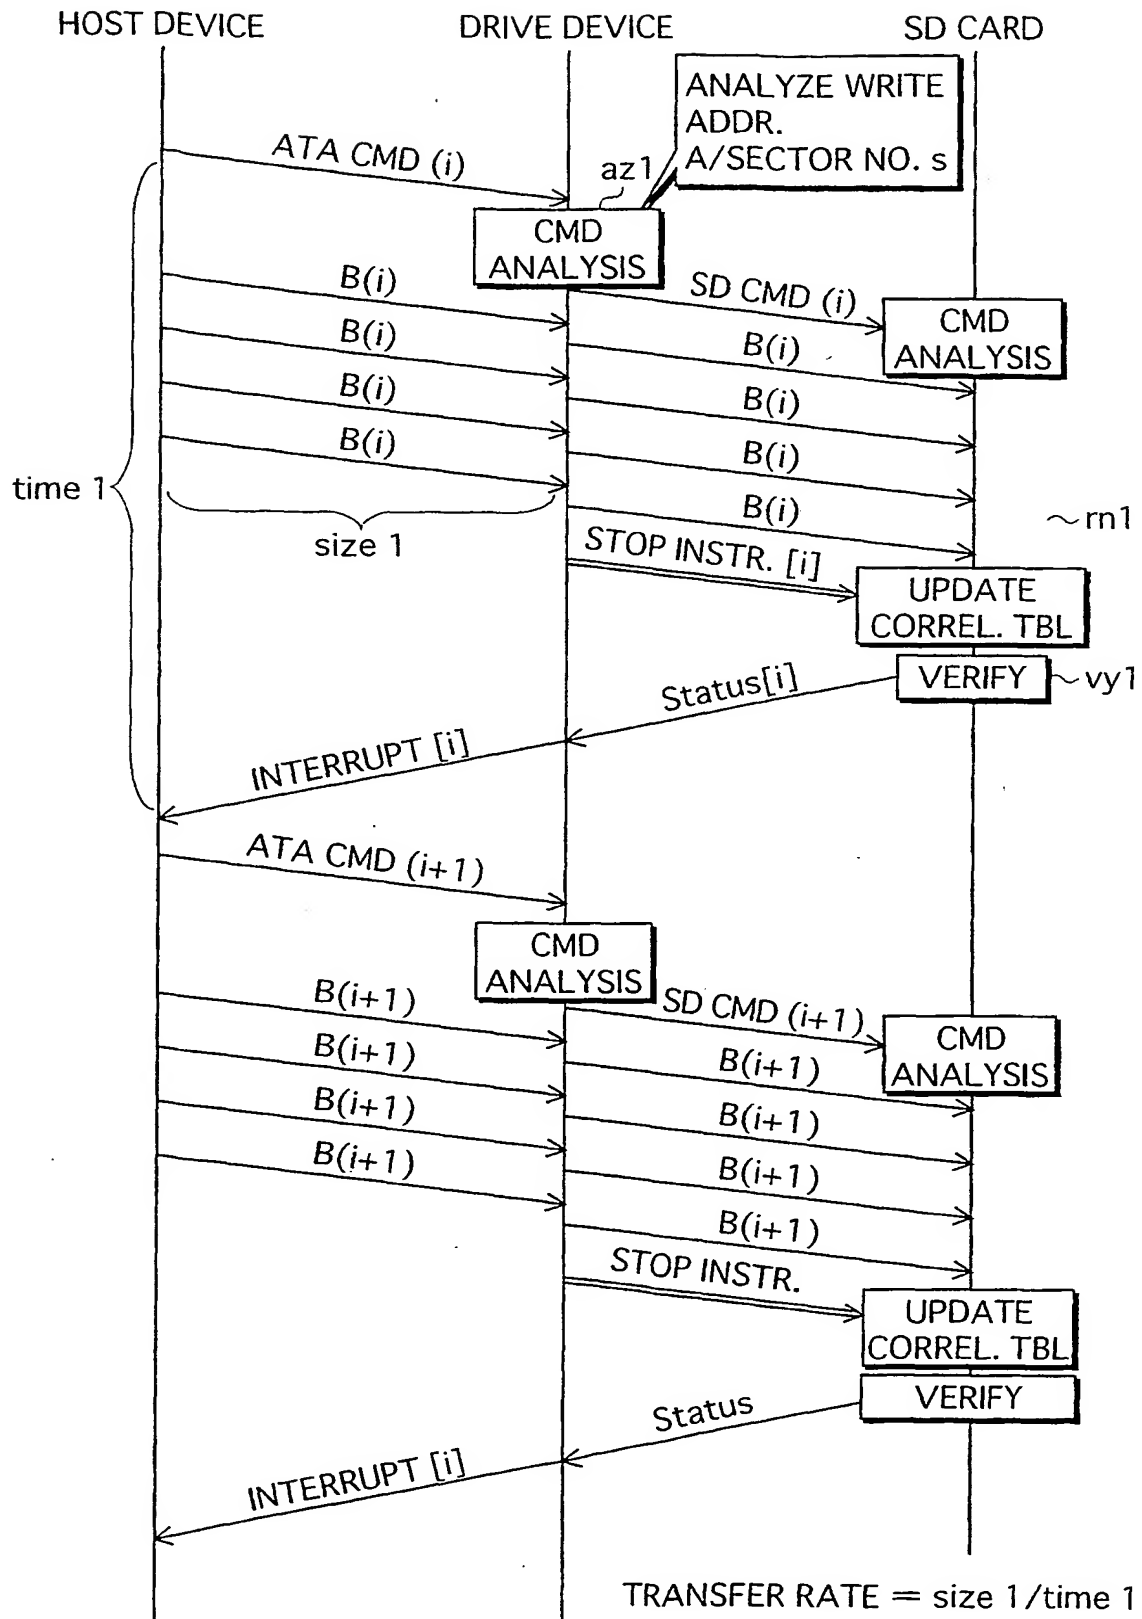 HOST DEVICE
DRIVE DEVICE
SD CARD
ANALYZE WRITE
ADDR.
A/SECTOR NO. s
ATA CMD (i)
az1
CMD
ANALYSIS
B(i)
SD CMD (i)
CMD
ANALYSIS
B(i)
B(i)
B(i)
B(i)
B(i)
B(i)
time 1
B(i)
rn1
size 1
STOP INSTR. [i]
UPDATE
CORREL. TBL
VERIFY
vy1
Status[i]
INTERRUPT [i]
ATA CMD (i+1)
CMD
ANALYSIS
B(i+1)
SD CMD (i+1)
CMD
ANALYSIS
B(i+1)
B(i+1)
B(i+1)
B(i+1)
B(i+1)
B(i+1)
B(i+1)
STOP INSTR.
UPDATE
CORREL. TBL
VERIFY
Status
INTERRUPT [i]
TRANSFER RATE = size 1/time 1